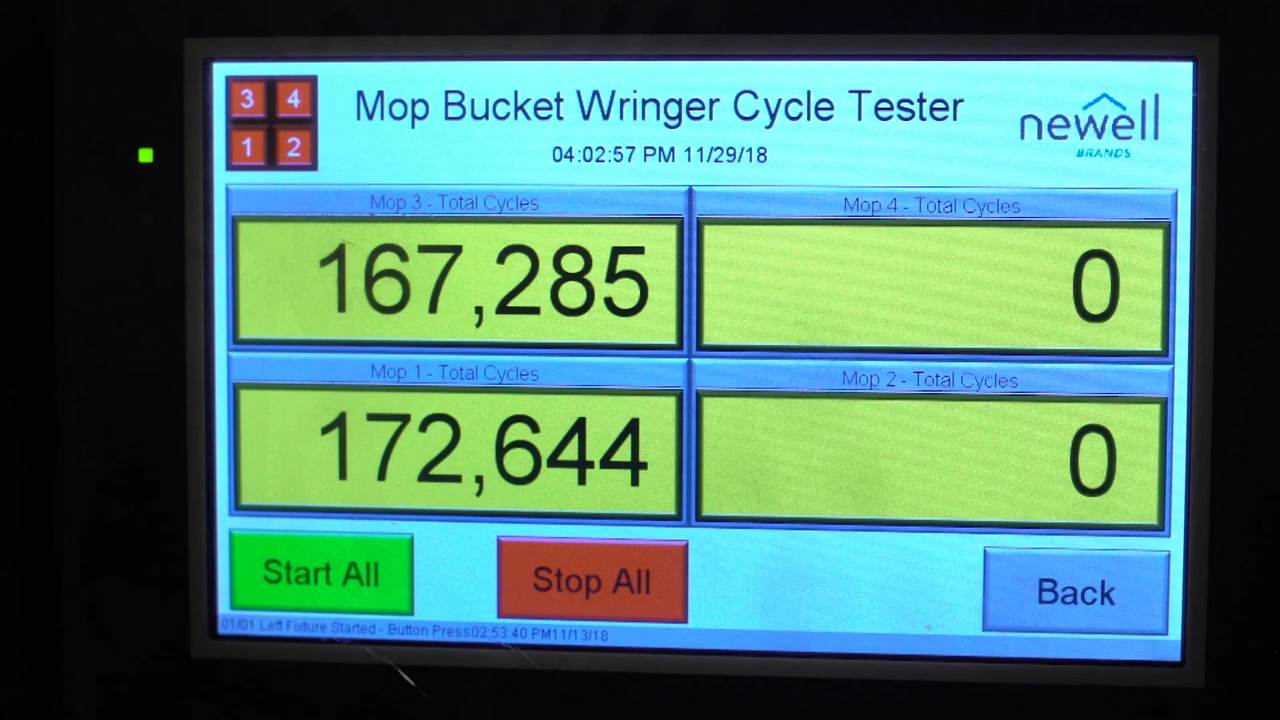 3 4
1 2
Mop Bucket Wringer Cycle Tester
04:02:57 PM 11/29/18
newell
BRANDS
Mop 3 - Total Cycles
167,285
Mop 4 - Total Cycles
0
Mop 1 - Total Cycles
172,644
Mop 2 - Total Cycles
0
Start All
Stop All
Back
01/01 Left Fixture Started - Button Press02:53:40 PM11/13/18